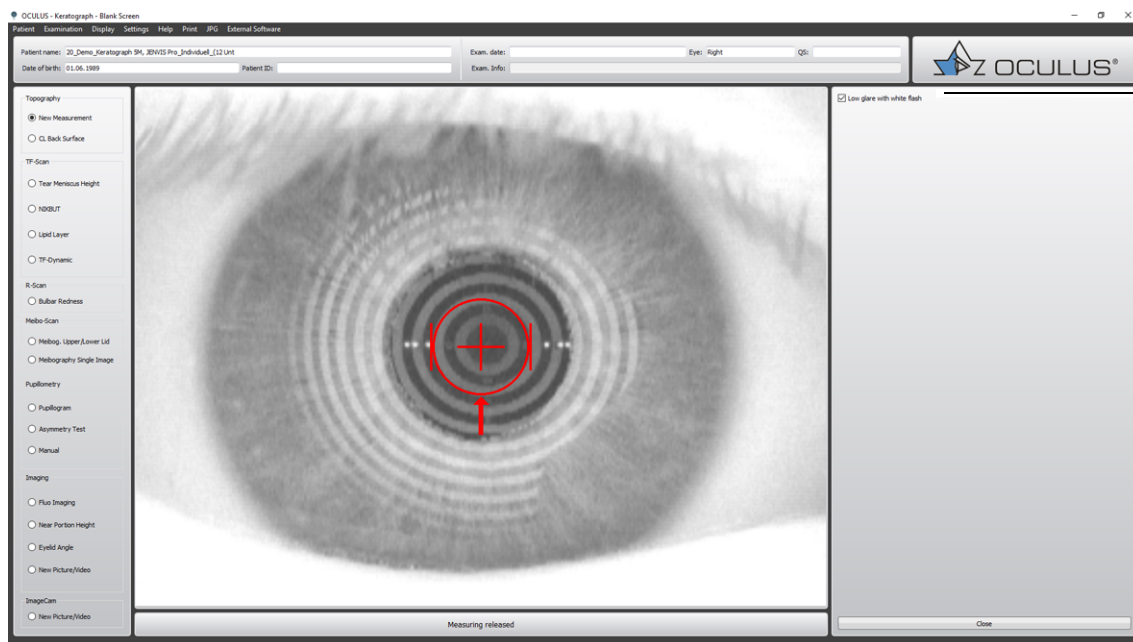 OCULUS - Keratograph - Blank Screen
Patient Examination Display Settings Help Print JPG External Software
Patient name: 20_Demo_Keratograph 5M, JENVIS Pro_Individuell_(12 Unt
Exam. date:
Eye: Right
QS:
Date of birth: 01.06.1989
Patient ID:
Exam. Info:
OCULUS®
Topography
New Measurement
CL Back Surface
TF-Scan
Tear Meniscus Height
NIKBUT
Lipid Layer
TF-Dynamic
R-Scan
Bulbar Redness
Meibo-Scan
Meibog. Upper/Lower Lid
Meibography Single Image
Pupillometry
Pupillogram
Asymmetry Test
Manual
Imaging
Fluo Imaging
Near Portion Height
Eyelid Angle
New Picture/Video
ImageCam
New Picture/Video
Low glare with white flash
Measuring released
Close